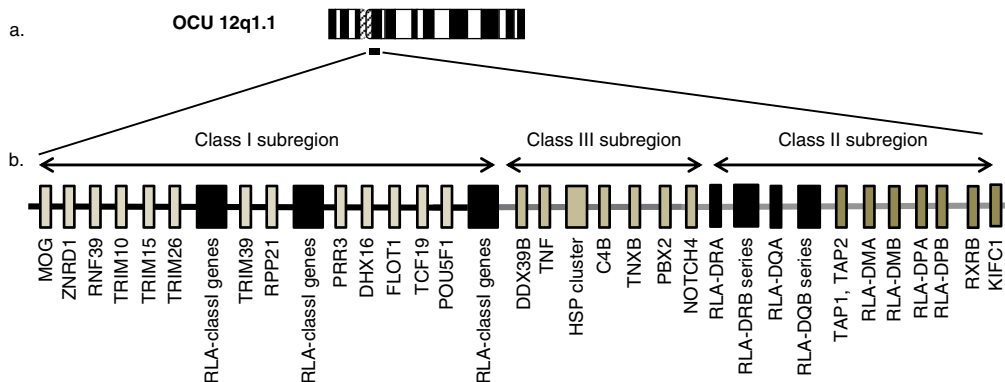 a.
OCU 12q1.1
b.
Class I subregion
Class III subregion
Class II subregion
MOG
ZNRD1
RNF39
TRIM10
TRIM15
TRIM26
RLA-classI genes
TRIM39
RPP21
RLA-classI genes
PRR3
DHX16
FLOT1
TCF19
POU5F1
RLA-classI genes
DDX39B
TNF
HSP cluster
C4B
TNXB
PBX2
NOTCH4
RLA-DRA
RLA-DRB series
RLA-DQA
RLA-DQB series
TAP1, TAP2
RLA-DMA
RLA-DMB
RLA-DPA
RLA-DPB
RXRB
KIFC1